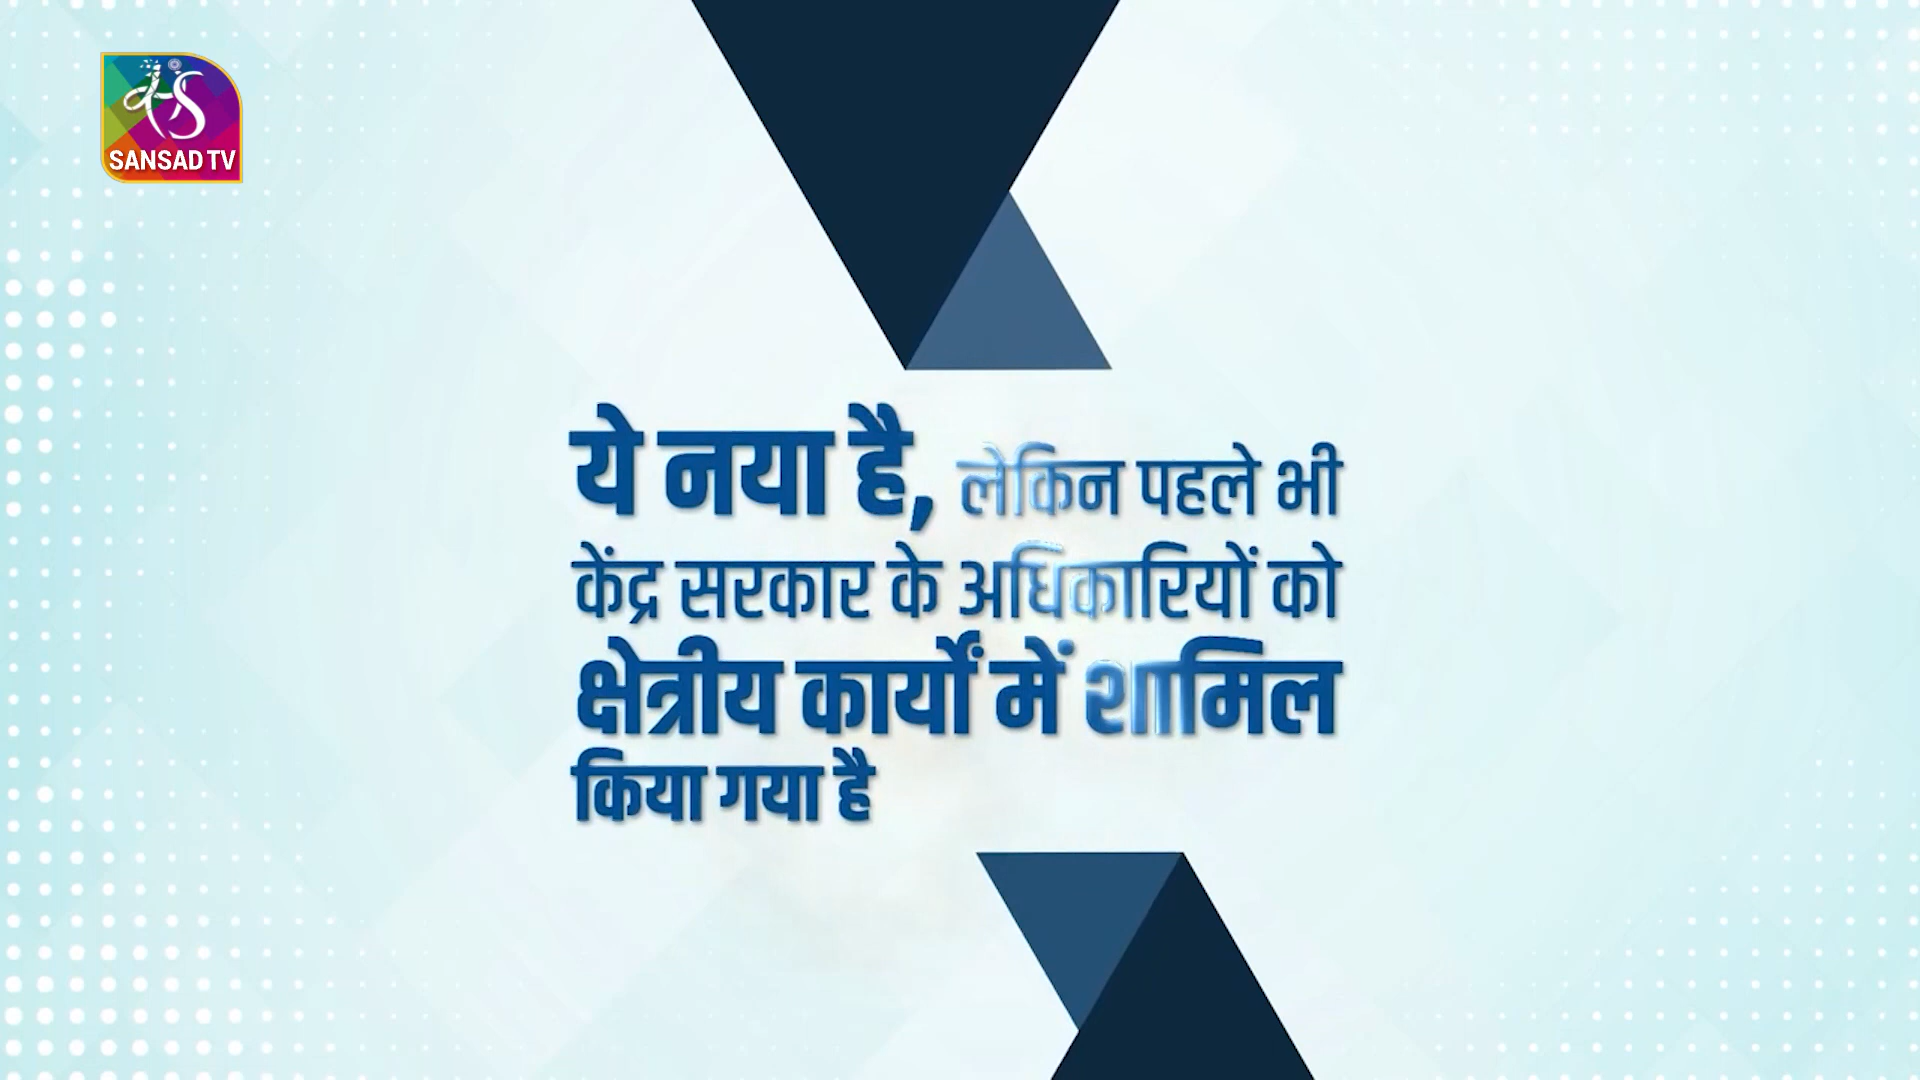 SANSAD TV
ये नया है, लेकिन पहले भी
केंद्र सरकार के अधिकारियों को
क्षेत्रीय कार्यों में शामिल
किया गया है